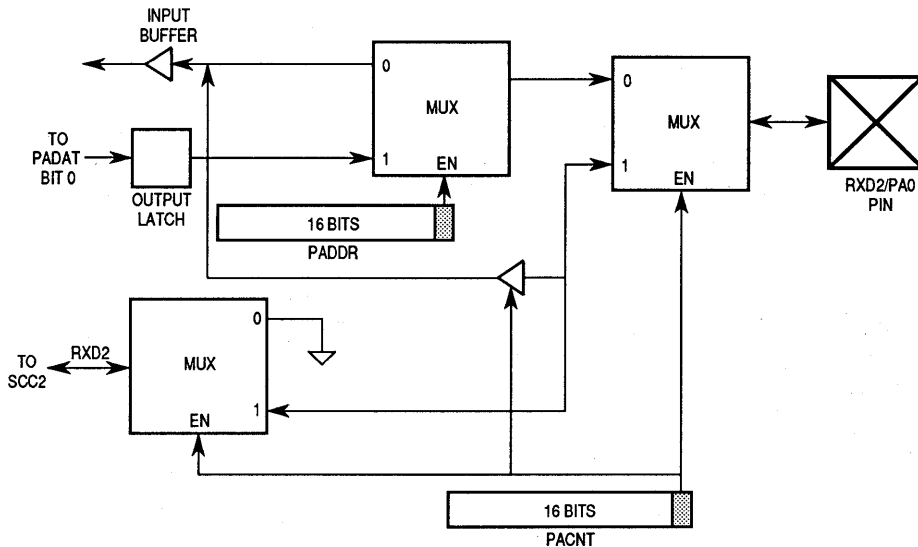 INPUT
BUFFER
0
MUX
1
EN
0
MUX
1
EN
TO
PADAT
BIT 0
OUTPUT
LATCH
16 BITS
PADDR
RXD2/PA0
PIN
TO
SCC2
RXD2
0
MUX
1
EN
16 BITS
PACNT